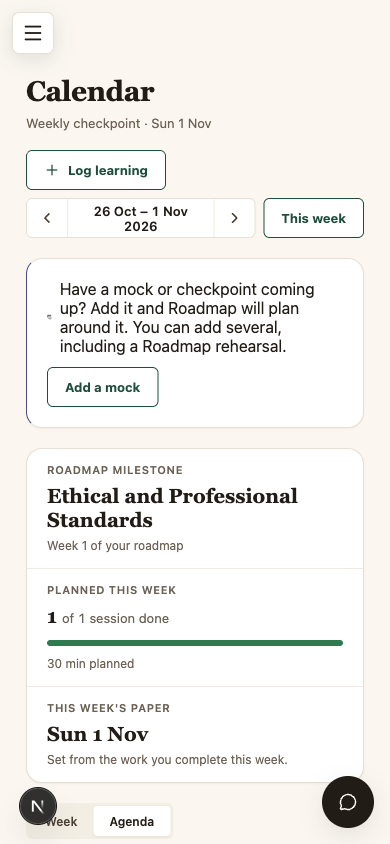 Calendar
Weekly checkpoint · Sun 1 Nov
+ Log learning
26 Oct – 1 Nov
2026
This week
Have a mock or checkpoint coming
up? Add it and Roadmap will plan
around it. You can add several,
including a Roadmap rehearsal.
Add a mock
ROADMAP MILESTONE
Ethical and Professional
Standards
Week 1 of your roadmap
PLANNED THIS WEEK
1 of 1 session done
30 min planned
THIS WEEK'S PAPER
Sun 1 Nov
Set from the work you complete this week.
N
Week
Agenda